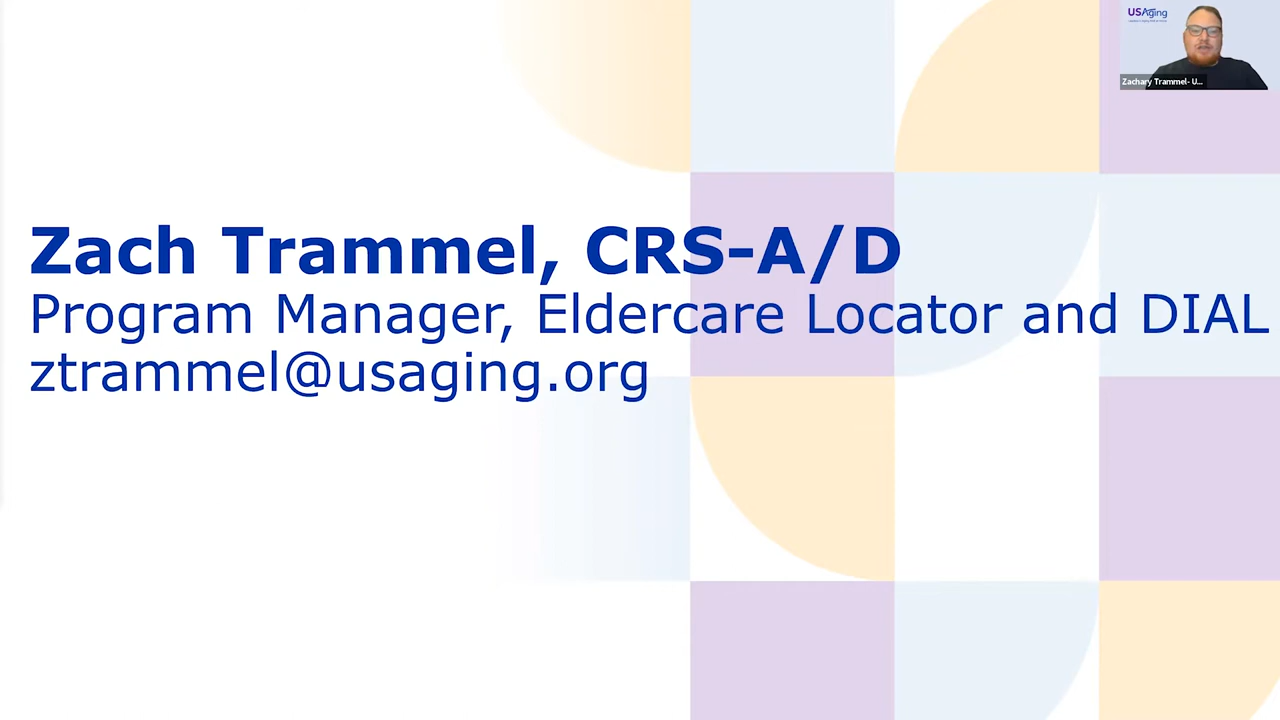 USAging
Zachary Trammel- U...
Zach Trammel, CRS-A/D
Program Manager, Eldercare Locator and DIAL
ztrammel@usaging.org